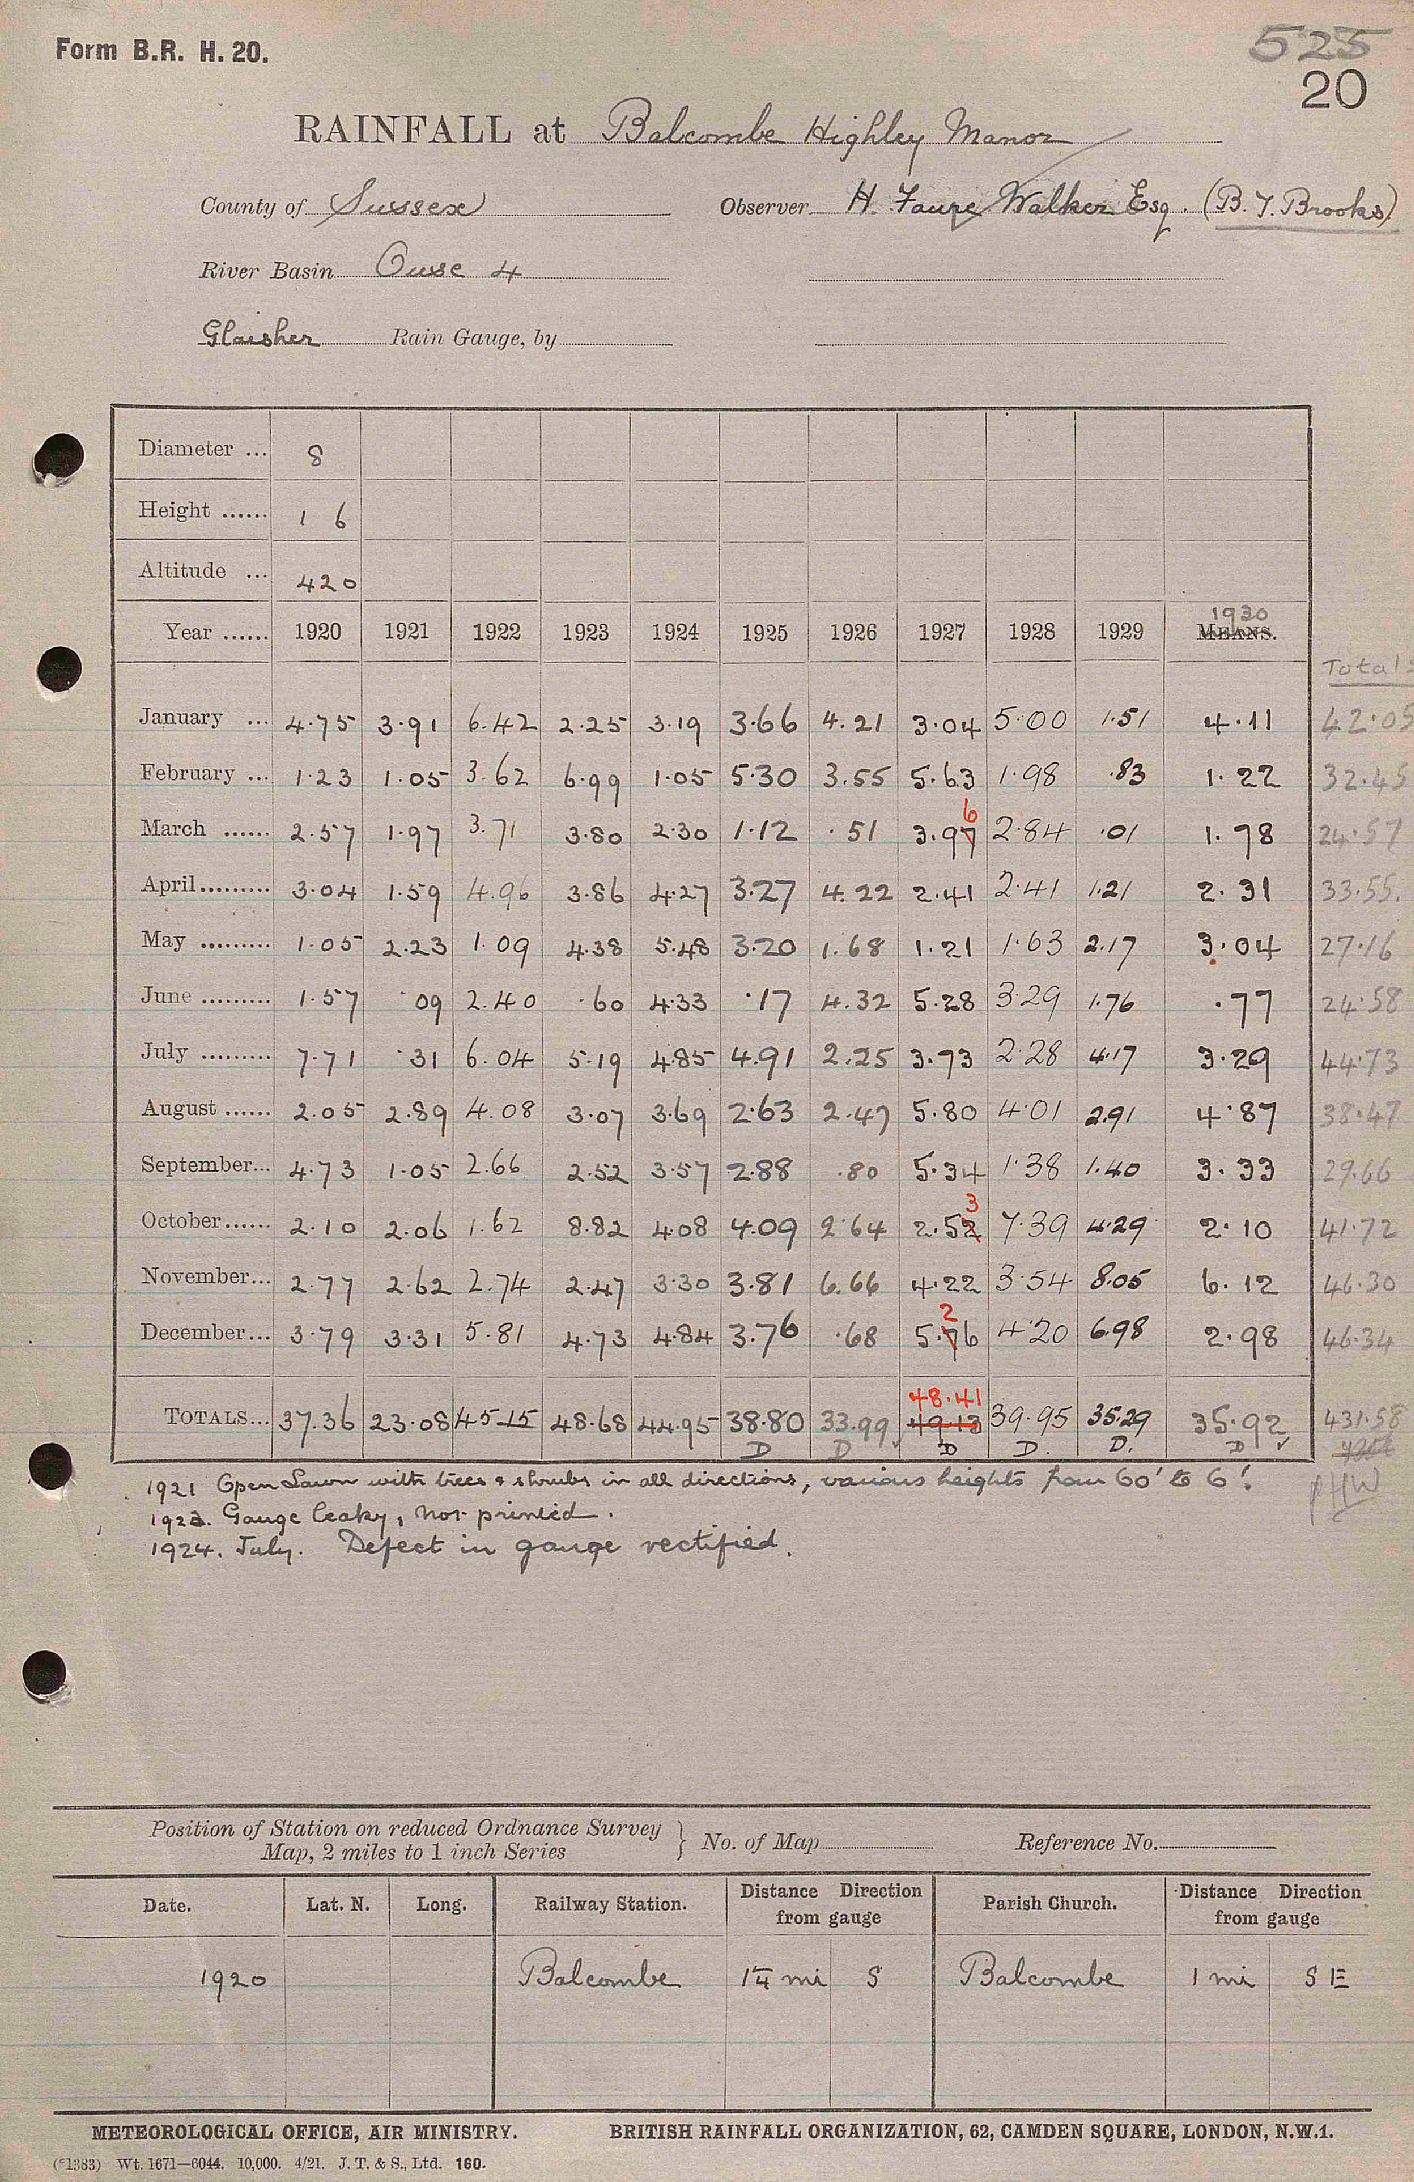 Form B.R. H. 20.
525
20
RAINFALL at Balcombe Highley Manor
County of Sussex Observer H. Faure Walker Esq. (B. J. Brooks)
River Basin Ouse 4
Glaisher Rain Gauge, by
Diameter ... 8
Height ...... 1 6
Altitude ... 420
1930
Year ...... 1920 1921 1922 1923 1924 1925 1926 1927 1928 1929 MEANS.
Totals
January ... 4.75 3.91 6.42 2.25 3.19 3.66 4.21 3.04 5.00 1.51 4.11 42.05
February ... 1.23 1.05 3.62 6.99 1.05 5.30 3.55 5.63 1.98 .83 1.22 32.45
6
March ...... 2.57 1.97 3.71 3.80 2.30 1.12 .51 3.97 2.84 .01 1.78 24.57
April......... 3.04 1.59 4.96 3.86 4.27 3.27 4.22 2.41 2.41 1.21 2.31 33.55.
May ......... 1.05 2.23 1.09 4.38 5.48 3.20 1.68 1.21 1.63 2.17 3.04 27.16
June ......... 1.57 .09 2.40 .60 4.33 .17 4.32 5.28 3.29 1.76 .77 24.58
July ......... 7.71 .31 6.04 5.19 4.85 4.91 2.25 3.73 2.28 4.17 3.29 44.73
August ...... 2.05 2.89 4.08 3.07 3.69 2.63 2.47 5.80 4.01 2.91 4.87 38.47
September... 4.73 1.05 2.66 2.52 3.57 2.88 .80 5.34 1.38 1.40 3.33 29.66
3
October...... 2.10 2.06 1.62 8.82 4.08 4.09 2.64 2.52 7.39 4.29 2.10 41.72
November... 2.77 2.62 2.74 2.47 3.30 3.81 6.66 4.22 3.54 8.05 6.12 46.30
2
December... 3.79 3.31 5.81 4.73 4.84 3.76 .68 5.76 4.20 6.98 2.98 46.34
48.41
TOTALS... 37.36 23.08 45.15 48.68 44.95 38.80 33.99 49.13 39.95 35.29 35.92 431.58
D D D D. D. D
1921 Open Lawn with trees & shrubs in all directions, various heights from 60' to 6'.
1922. Gauge leaky, not printed.
1924. July. Defect in gauge rectified.
Position of Station on reduced Ordnance Survey
Map, 2 miles to 1 inch Series } No. of Map Reference No.
Date. Lat. N. Long. Railway Station. Distance Direction from gauge Parish Church. Distance Direction from gauge
1920 Balcombe 1¼ mi S Balcombe 1 mi S E
METEOROLOGICAL OFFICE, AIR MINISTRY. BRITISH RAINFALL ORGANIZATION, 62, CAMDEN SQUARE, LONDON, N.W.1.
(*1383) Wt. 1671—6044. 10,000. 4/21. J. T. & S., Ltd. 160.